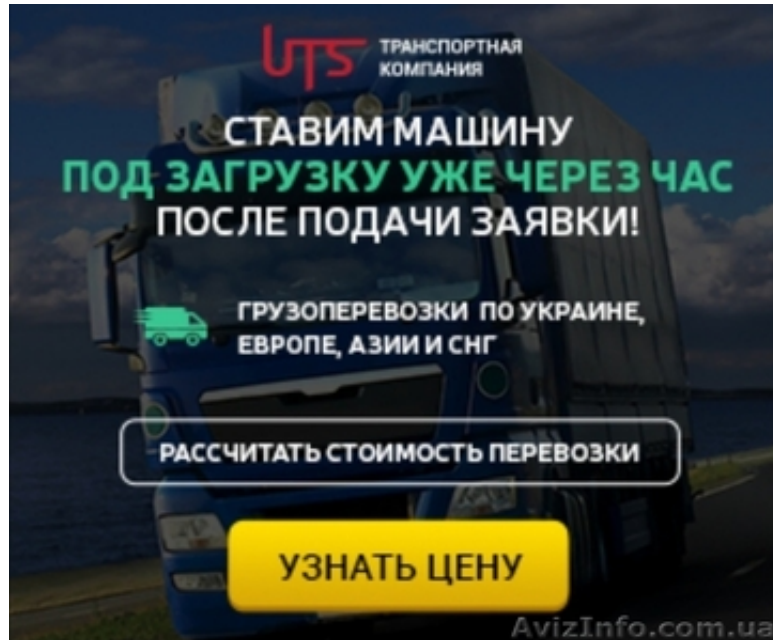 UTS ТРАНСПОРТНАЯ
КОМПАНИЯ
СТАВИМ МАШИНУ
ПОД ЗАГРУЗКУ УЖЕ ЧЕРЕЗ ЧАС
ПОСЛЕ ПОДАЧИ ЗАЯВКИ!
ГРУЗОПЕРЕВОЗКИ ПО УКРАИНЕ,
ЕВРОПЕ, АЗИИ И СНГ
РАССЧИТАТЬ СТОИМОСТЬ ПЕРЕВОЗКИ
УЗНАТЬ ЦЕНУ
AvizInfo.com.ua